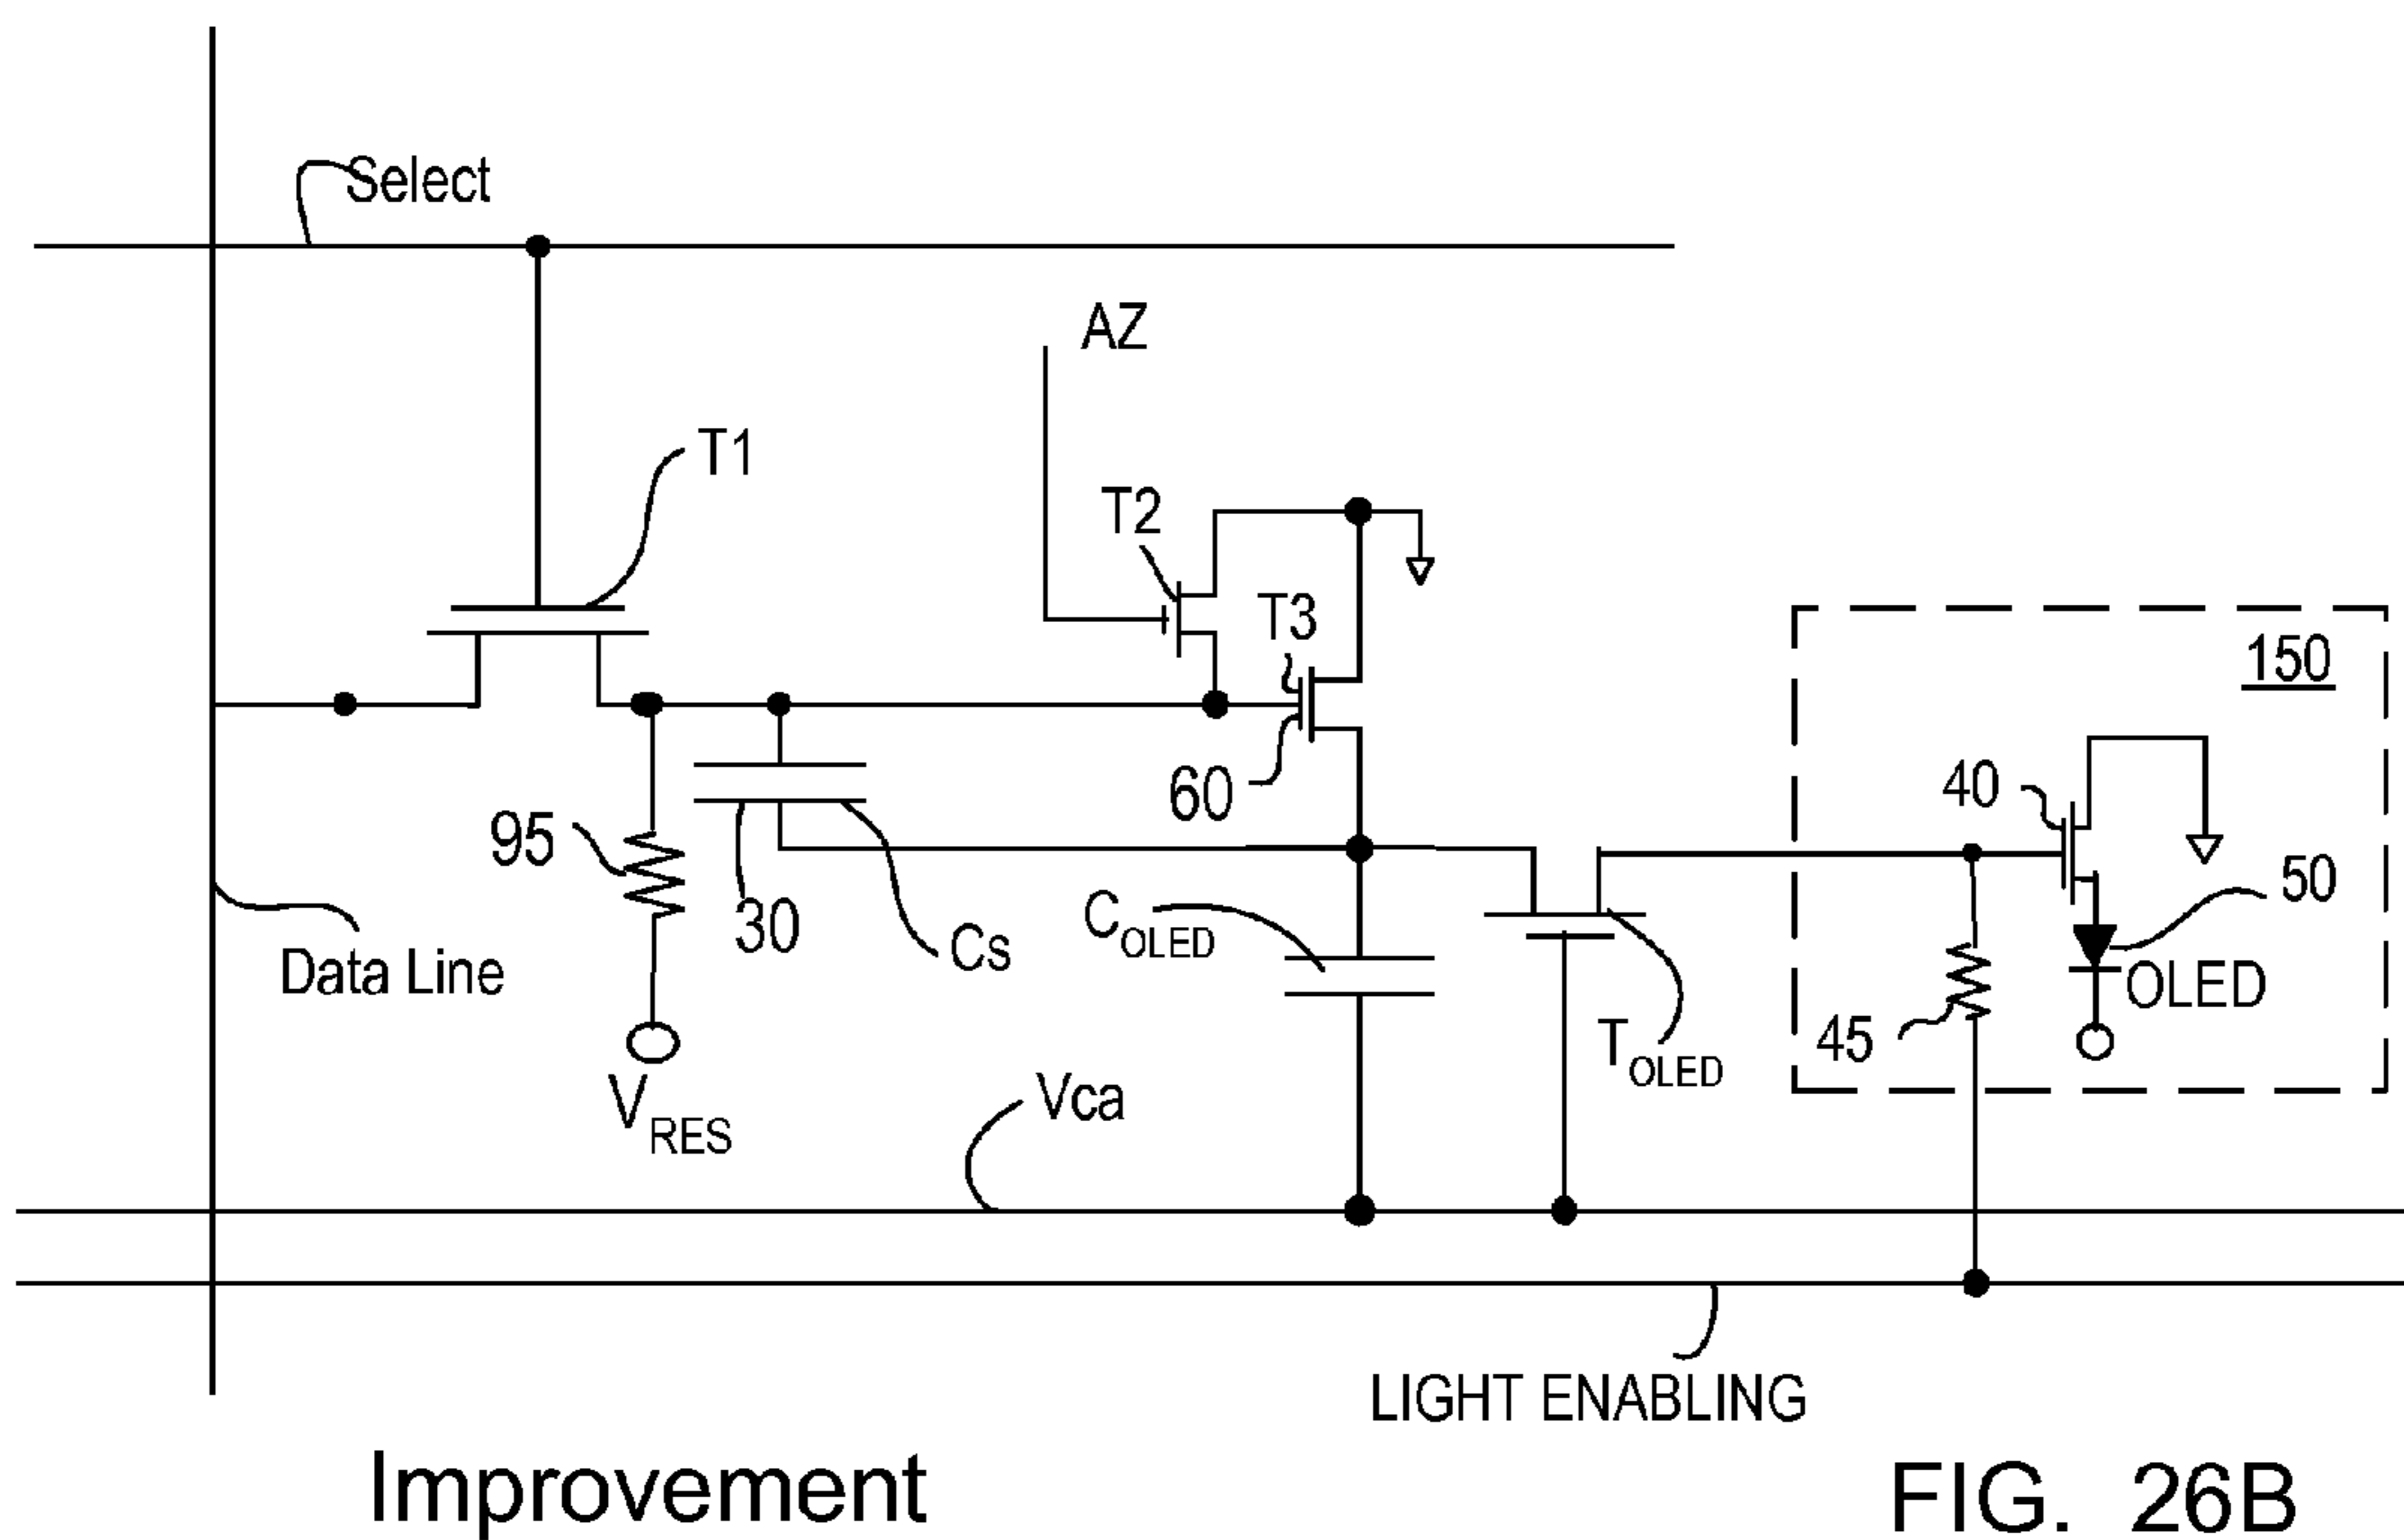 Select
AZ
T1
T2
T3
150
60
40
95
50
30
C_OLED
Cs
Data Line
OLED
45
T_OLED
V_RES
Vca
LIGHT ENABLING
Improvement
FIG. 26B